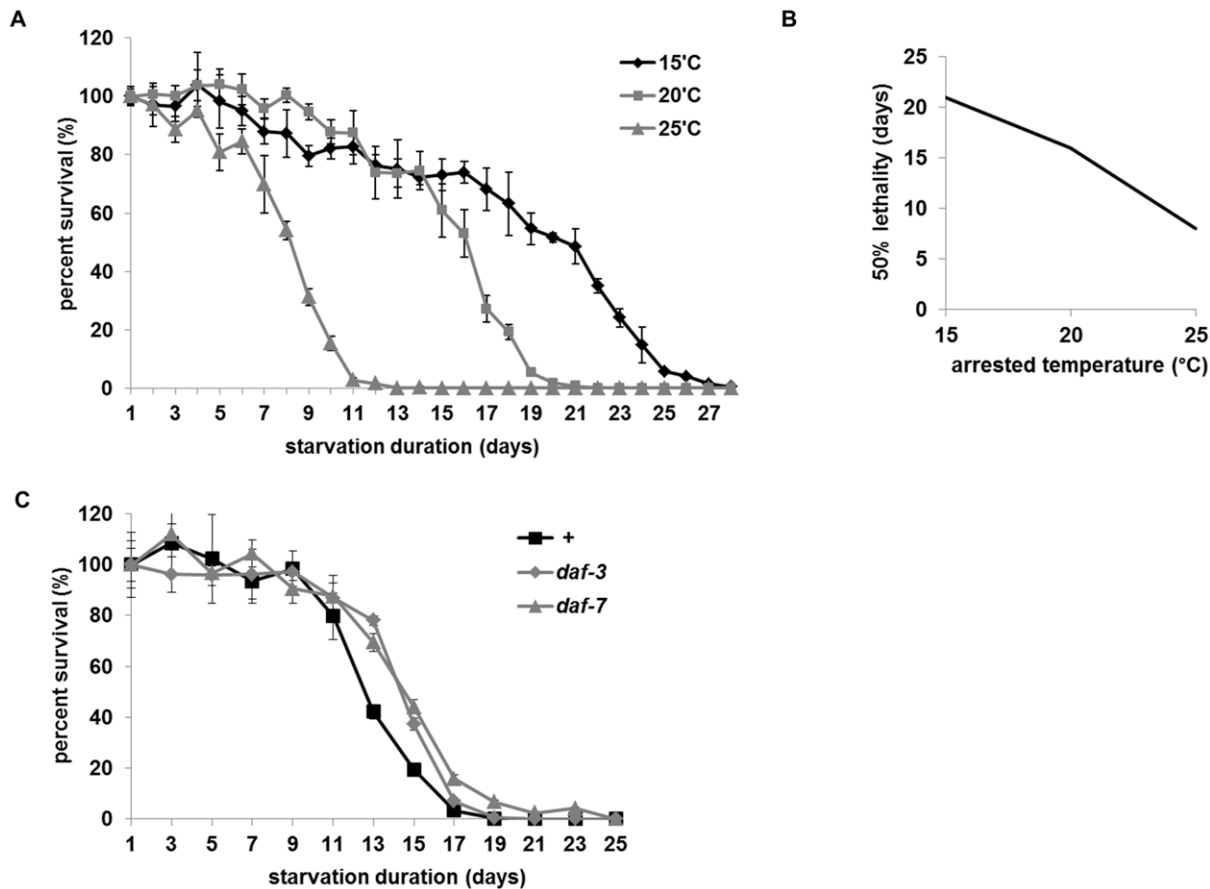 A
120
100
80
60
40
20
0
percent survival (%)
15'C
20'C
25'C
1 3 5 7 9 11 13 15 17 19 21 23 25 27
starvation duration (days)
B
25
20
15
10
5
0
50% lethality (days)
15 20 25
arrested temperature (°C)
C
120
100
80
60
40
20
0
percent survival (%)
+
daf-3
daf-7
1 3 5 7 9 11 13 15 17 19 21 23 25
starvation duration (days)